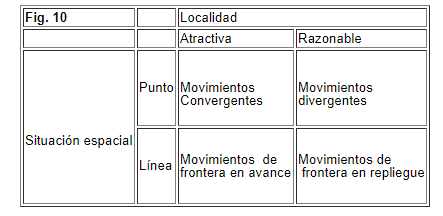 Fig. 10 Localidad
Atractiva Razonable
Situación espacial
Punto
Movimientos
Convergentes
Movimientos
divergentes
Línea
Movimientos de
frontera en avance
Movimientos de
frontera en repliegue